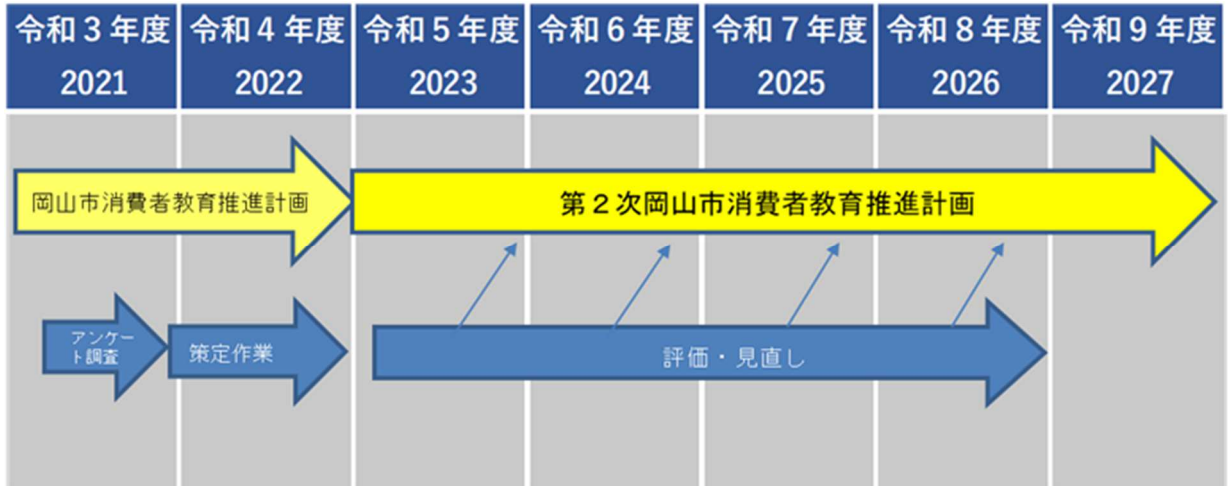 令和３年度 令和４年度 令和５年度 令和６年度 令和７年度 令和８年度 令和９年度
2021 2022 2023 2024 2025 2026 2027
岡山市消費者教育推進計画 第２次岡山市消費者教育推進計画
アンケー
ト調査
策定作業
評価・見直し